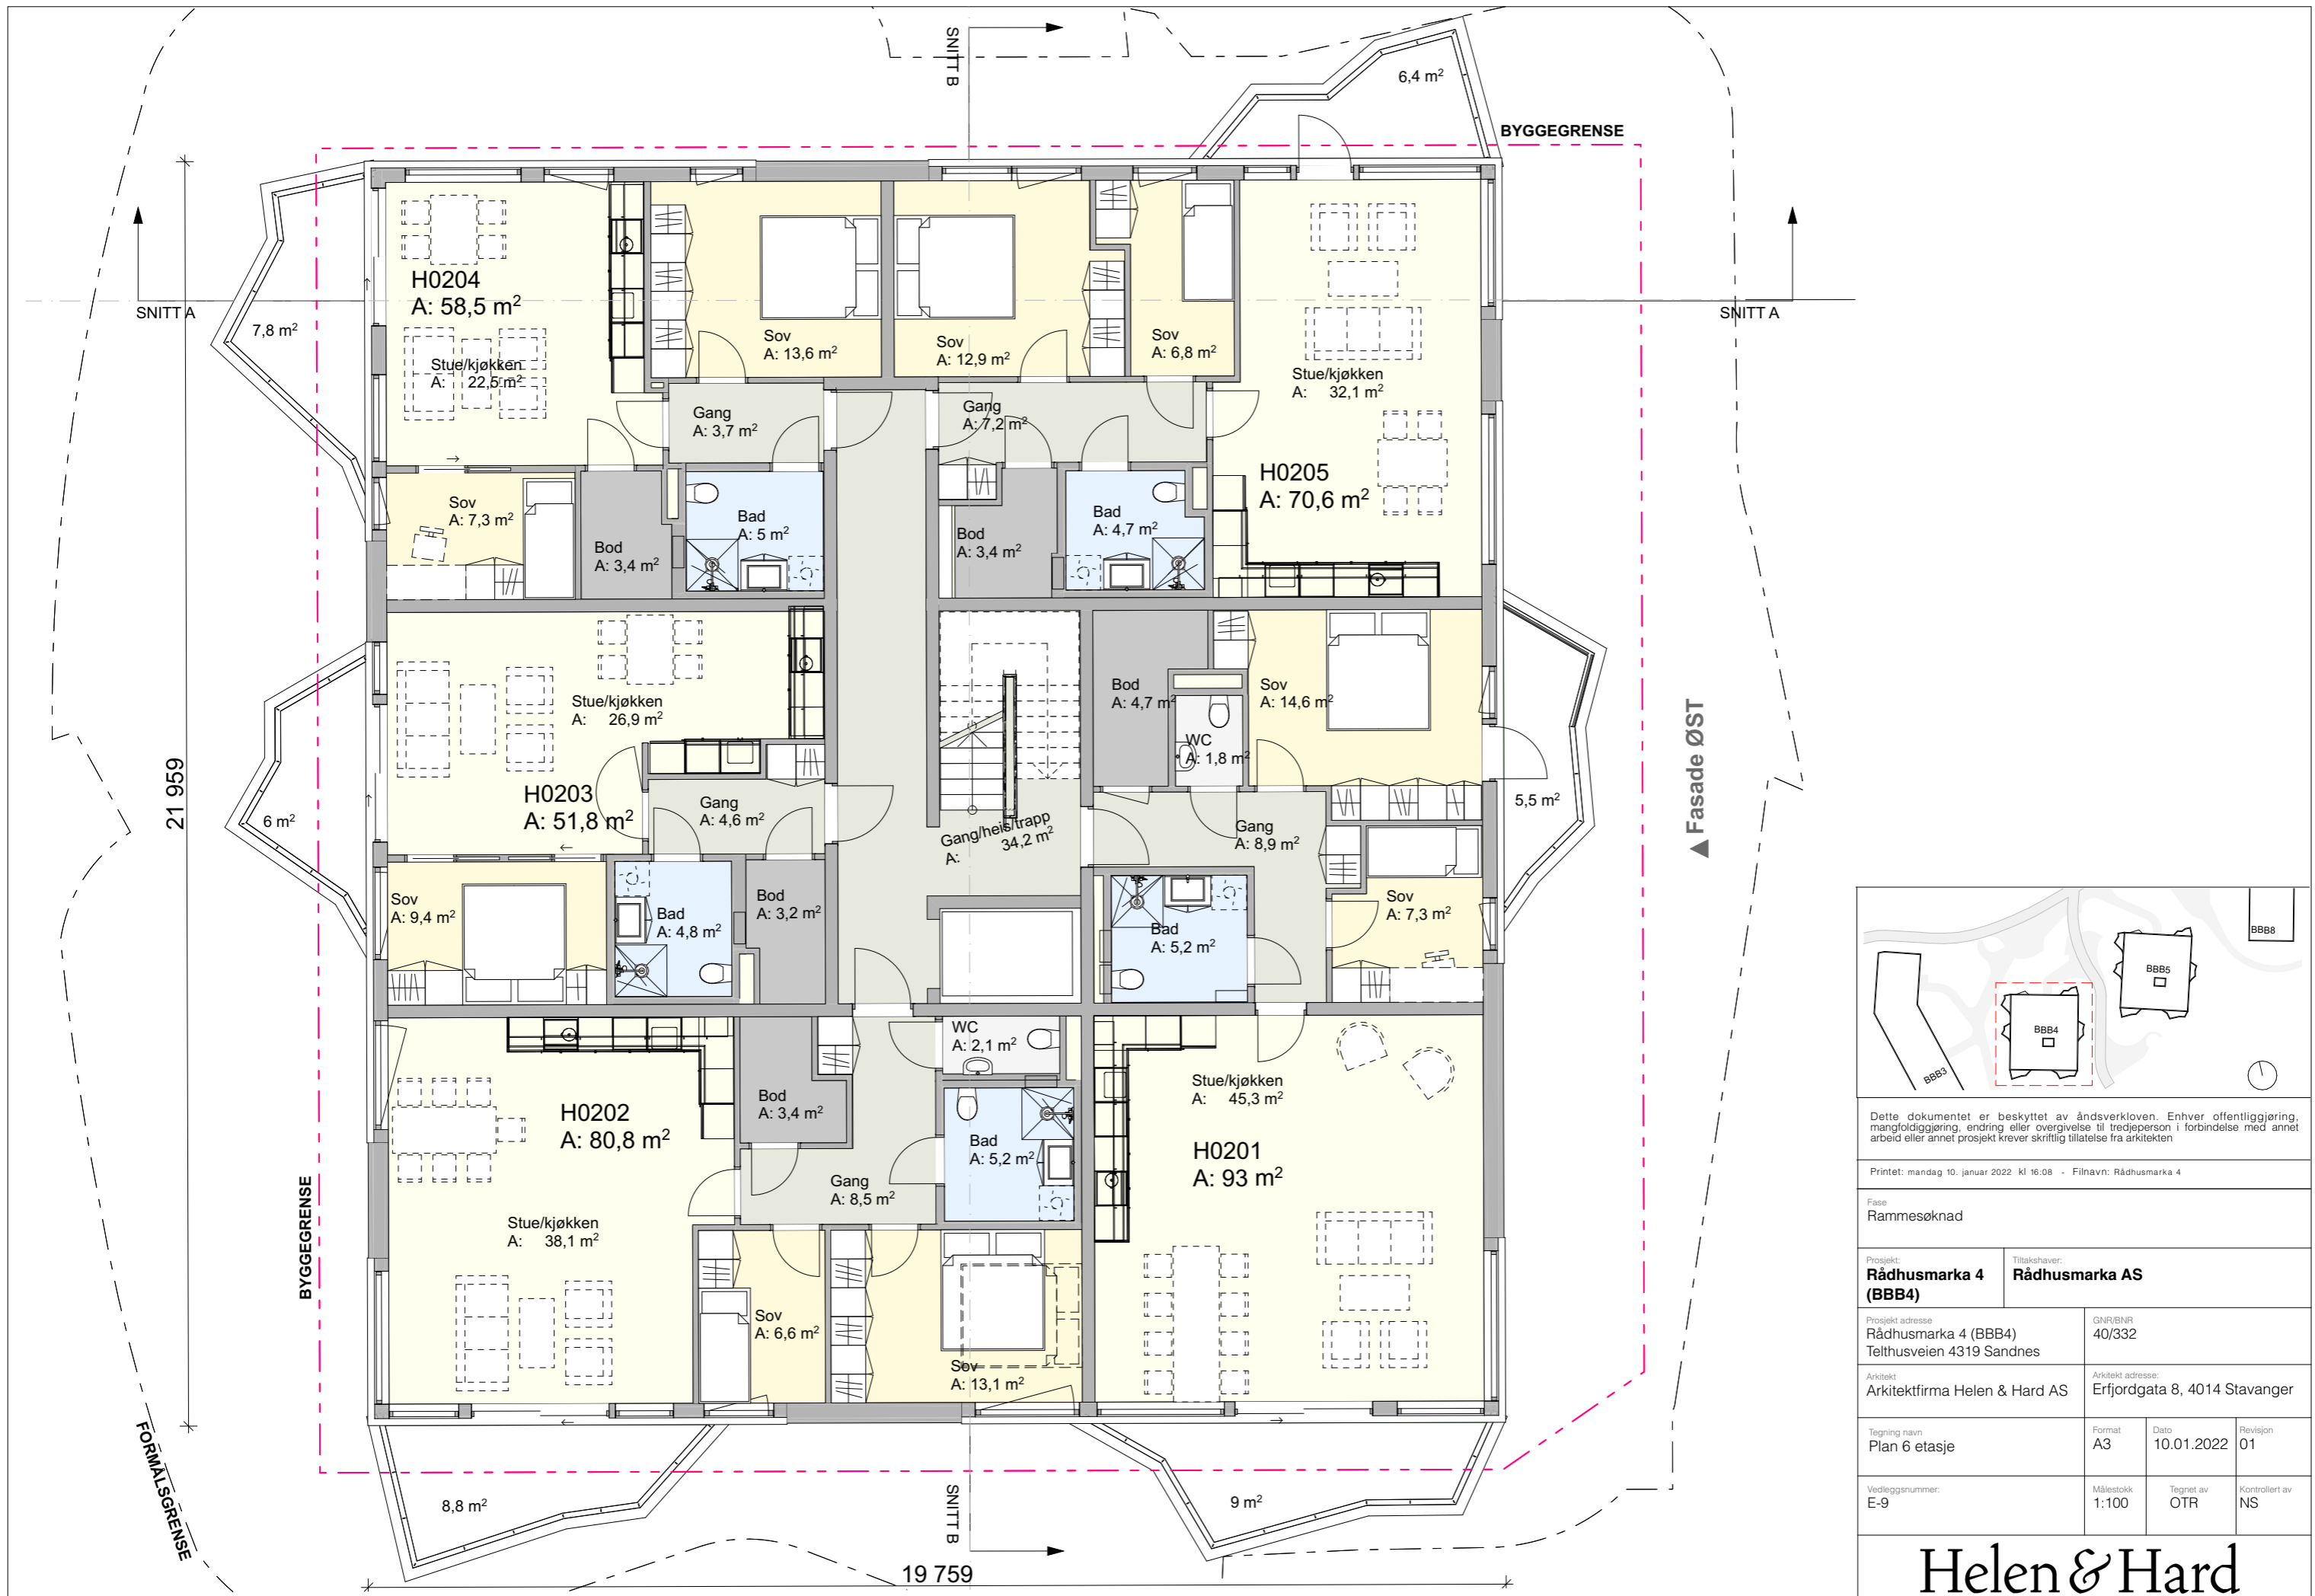 SNITT B
6,4 m²
BYGGEGRENSE
H0204
A: 58,5 m²
SNITT A
SNITT A
7,8 m²
Sov
A: 13,6 m²
Sov
A: 12,9 m²
Sov
A: 6,8 m²
Stue/kjøkken
A: 22,5 m²
Stue/kjøkken
A: 32,1 m²
Gang
A: 3,7 m²
Gang
A: 7,2 m²
H0205
A: 70,6 m²
Sov
A: 7,3 m²
Bod
A: 3,4 m²
Bad
A: 5 m²
Bod
A: 3,4 m²
Bad
A: 4,7 m²
Stue/kjøkken
A: 26,9 m²
Bod
A: 4,7 m²
Sov
A: 14,6 m²
WC
A: 1,8 m²
21 959
6 m²
H0203
A: 51,8 m²
Gang
A: 4,6 m²
Gang/heis/trapp
A: 34,2 m²
Gang
A: 8,9 m²
5,5 m²
Fasade ØST
Sov
A: 9,4 m²
Bad
A: 4,8 m²
Bod
A: 3,2 m²
Bad
A: 5,2 m²
Sov
A: 7,3 m²
WC
A: 2,1 m²
H0202
A: 80,8 m²
Bod
A: 3,4 m²
Bad
A: 5,2 m²
Stue/kjøkken
A: 45,3 m²
H0201
A: 93 m²
Gang
A: 8,5 m²
Stue/kjøkken
A: 38,1 m²
BYGGEGRENSE
Sov
A: 6,6 m²
Sov
A: 13,1 m²
FORMÅLSGRENSE
8,8 m²
SNITT B
9 m²
19 759
BBB8
BBB5
BBB4
BBB3
Dette dokumentet er beskyttet av åndsverkloven. Enhver offentliggjøring,
mangfoldiggjøring, endring eller overgivelse til tredjeperson i forbindelse med annet
arbeid eller annet prosjekt krever skriftlig tillatelse fra arkitekten
Printet: mandag 10. januar 2022 kl 16:08 - Filnavn: Rådhusmarka 4
Fase
Rammesøknad
Prosjekt: Tiltakshaver:
Rådhusmarka 4 Rådhusmarka AS
(BBB4)
Prosjekt adresse GNR/BNR
Rådhusmarka 4 (BBB4) 40/332
Telthusveien 4319 Sandnes
Arkitekt Arkitekt adresse:
Arkitektfirma Helen & Hard AS Erfjordgata 8, 4014 Stavanger
Tegning navn Format Dato Revisjon
Plan 6 etasje A3 10.01.2022 01
Vedleggsnummer: Målestokk Tegnet av Kontrollert av
E-9 1:100 OTR NS
Helen & Hard